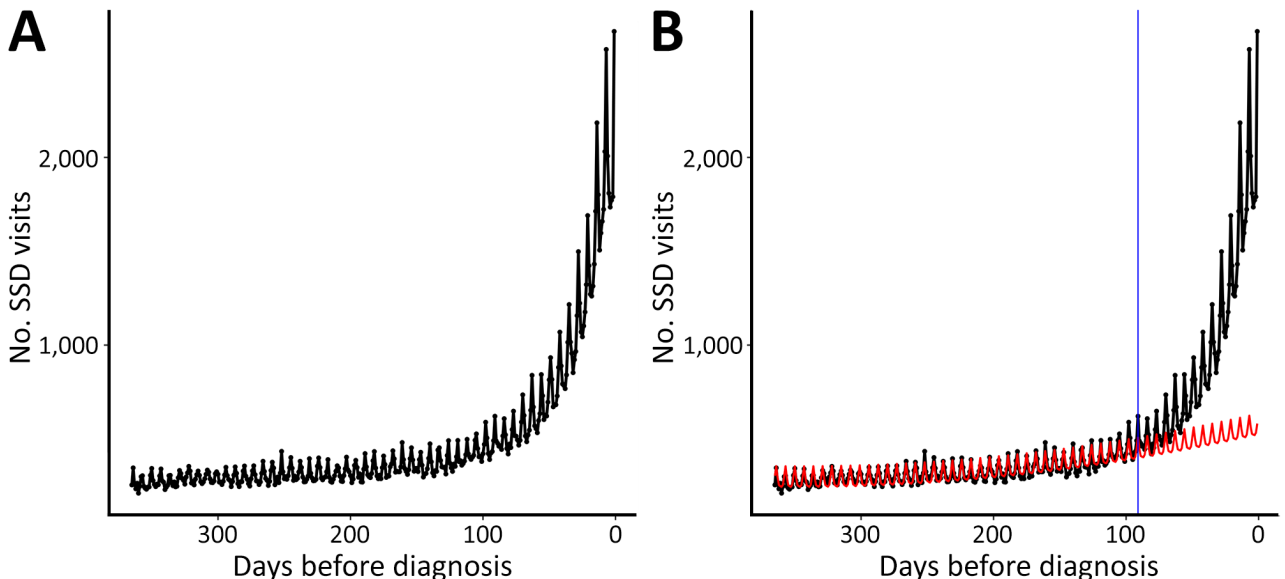 A
No. SSD visits
2,000
1,000
300
200
100
0
Days before diagnosis
B
No. SSD visits
2,000
1,000
300
200
100
0
Days before diagnosis